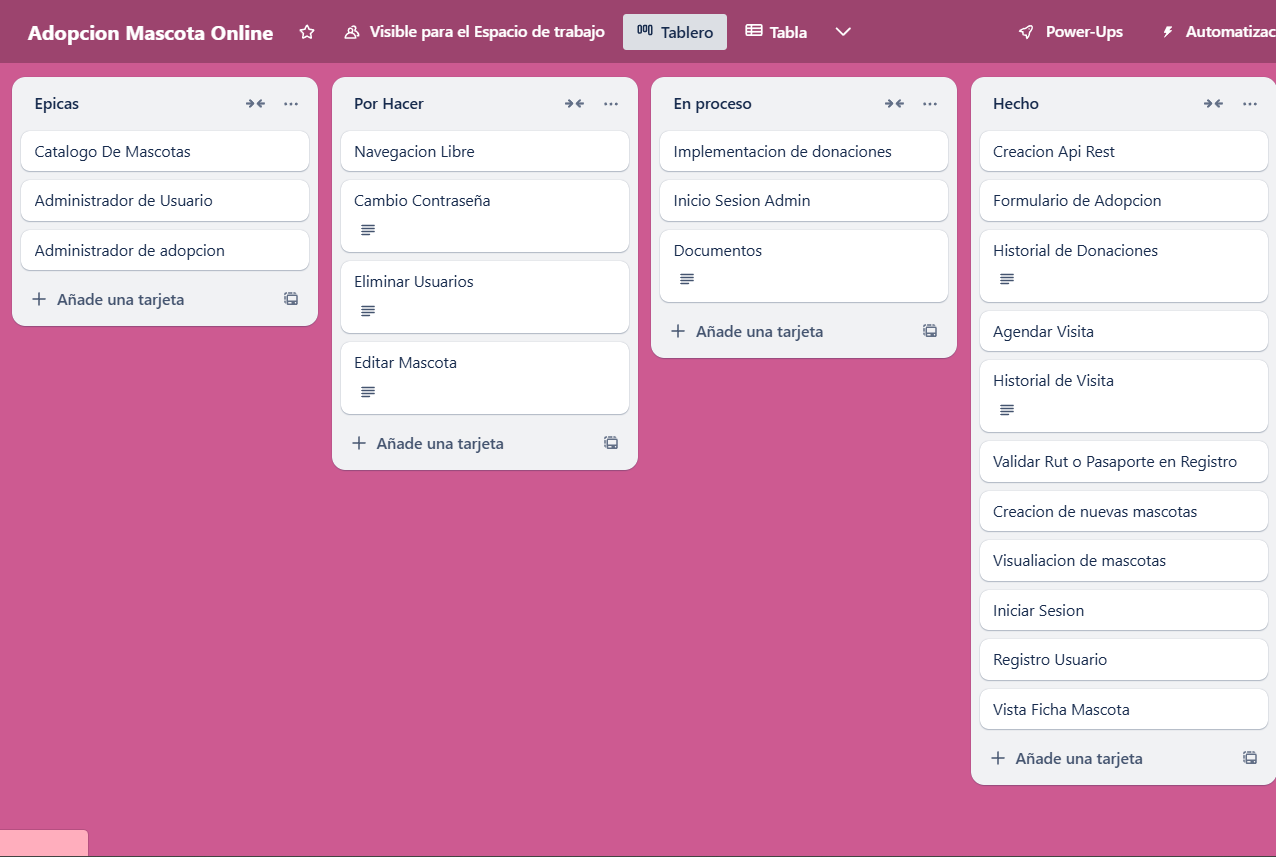 Adopcion Mascota Online
Visible para el Espacio de trabajo
Tablero
Tabla
Power-Ups
Automatizac
Epicas
Catalogo De Mascotas
Administrador de Usuario
Administrador de adopcion
Añade una tarjeta
Por Hacer
Navegacion Libre
Cambio Contraseña
Eliminar Usuarios
Editar Mascota
Añade una tarjeta
En proceso
Implementacion de donaciones
Inicio Sesion Admin
Documentos
Añade una tarjeta
Hecho
Creacion Api Rest
Formulario de Adopcion
Historial de Donaciones
Agendar Visita
Historial de Visita
Validar Rut o Pasaporte en Registro
Creacion de nuevas mascotas
Visualiacion de mascotas
Iniciar Sesion
Registro Usuario
Vista Ficha Mascota
Añade una tarjeta